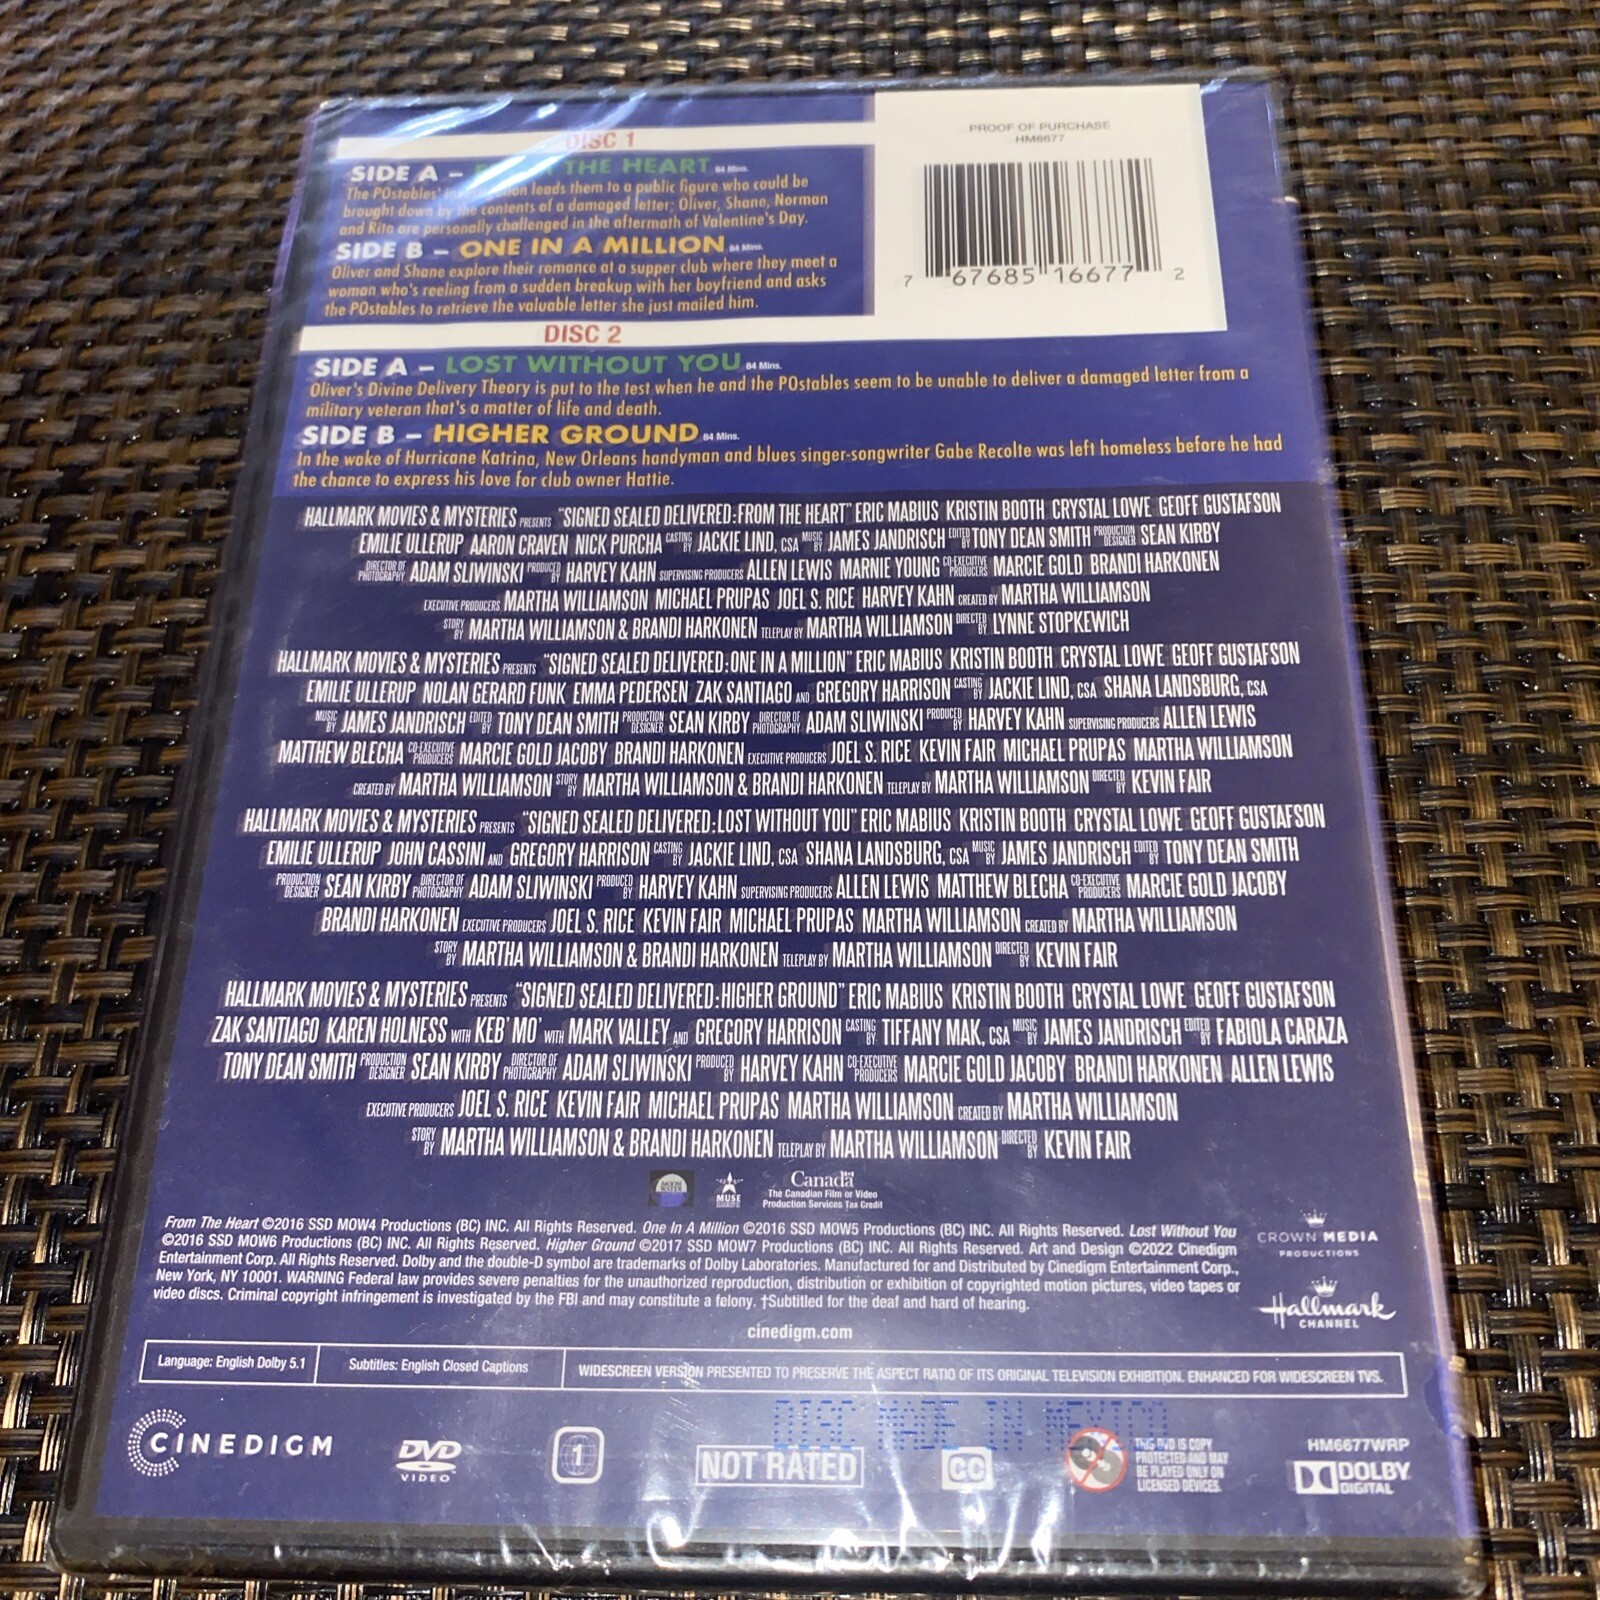 PROOF OF PURCHASE
HM6677
7 67685 16677 2
DISC 1
SIDE A – THE HEART 84 Mins.
The POstables' leads them to a public figure who could be
brought down by the contents of a damaged letter; Oliver, Shane, Norman
and Rita are personally challenged in the aftermath of Valentine's Day.
SIDE B – ONE IN A MILLION 84 Mins.
Oliver and Shane explore their romance at a supper club where they meet a
woman who's reeling from a sudden breakup with her boyfriend and asks
the POstables to retrieve the valuable letter she just mailed him.
DISC 2
SIDE A – LOST WITHOUT YOU 84 Mins.
Oliver's Divine Delivery Theory is put to the test when he and the POstables seem to be unable to deliver a damaged letter from a
military veteran that's a matter of life and death.
SIDE B – HIGHER GROUND 84 Mins.
In the wake of Hurricane Katrina, New Orleans handyman and blues singer-songwriter Gabe Recolte was left homeless before he had
the chance to express his love for club owner Hattie.
HALLMARK MOVIES & MYSTERIES PRESENTS "SIGNED SEALED DELIVERED: FROM THE HEART" ERIC MABIUS KRISTIN BOOTH CRYSTAL LOWE GEOFF GUSTAFSON
EMILIE ULLERUP AARON CRAVEN NICK PURCHA CASTING BY JACKIE LIND, CSA MUSIC BY JAMES JANDRISCH EDITED BY TONY DEAN SMITH PRODUCTION DESIGNER SEAN KIRBY
DIRECTOR OF PHOTOGRAPHY ADAM SLIWINSKI PRODUCED BY HARVEY KAHN SUPERVISING PRODUCERS ALLEN LEWIS MARNIE YOUNG CO-EXECUTIVE PRODUCERS MARCIE GOLD BRANDI HARKONEN
EXECUTIVE PRODUCERS MARTHA WILLIAMSON MICHAEL PRUPAS JOEL S. RICE HARVEY KAHN CREATED BY MARTHA WILLIAMSON
STORY BY MARTHA WILLIAMSON & BRANDI HARKONEN TELEPLAY BY MARTHA WILLIAMSON DIRECTED BY LYNNE STOPKEWICH
HALLMARK MOVIES & MYSTERIES PRESENTS "SIGNED SEALED DELIVERED: ONE IN A MILLION" ERIC MABIUS KRISTIN BOOTH CRYSTAL LOWE GEOFF GUSTAFSON
EMILIE ULLERUP NOLAN GERARD FUNK EMMA PEDERSEN ZAK SANTIAGO AND GREGORY HARRISON CASTING BY JACKIE LIND, CSA SHANA LANDSBURG, CSA
MUSIC BY JAMES JANDRISCH EDITED BY TONY DEAN SMITH PRODUCTION DESIGNER SEAN KIRBY DIRECTOR OF PHOTOGRAPHY ADAM SLIWINSKI PRODUCED BY HARVEY KAHN SUPERVISING PRODUCERS ALLEN LEWIS
MATTHEW BLECHA CO-EXECUTIVE PRODUCERS MARCIE GOLD JACOBY BRANDI HARKONEN EXECUTIVE PRODUCERS JOEL S. RICE KEVIN FAIR MICHAEL PRUPAS MARTHA WILLIAMSON
CREATED BY MARTHA WILLIAMSON STORY BY MARTHA WILLIAMSON & BRANDI HARKONEN TELEPLAY BY MARTHA WILLIAMSON DIRECTED BY KEVIN FAIR
HALLMARK MOVIES & MYSTERIES PRESENTS "SIGNED SEALED DELIVERED: LOST WITHOUT YOU" ERIC MABIUS KRISTIN BOOTH CRYSTAL LOWE GEOFF GUSTAFSON
EMILIE ULLERUP JOHN CASSINI AND GREGORY HARRISON CASTING BY JACKIE LIND, CSA SHANA LANDSBURG, CSA MUSIC BY JAMES JANDRISCH EDITED BY TONY DEAN SMITH
PRODUCTION DESIGNER SEAN KIRBY DIRECTOR OF PHOTOGRAPHY ADAM SLIWINSKI PRODUCED BY HARVEY KAHN SUPERVISING PRODUCERS ALLEN LEWIS MATTHEW BLECHA CO-EXECUTIVE PRODUCERS MARCIE GOLD JACOBY
BRANDI HARKONEN EXECUTIVE PRODUCERS JOEL S. RICE KEVIN FAIR MICHAEL PRUPAS MARTHA WILLIAMSON CREATED BY MARTHA WILLIAMSON
STORY BY MARTHA WILLIAMSON & BRANDI HARKONEN TELEPLAY BY MARTHA WILLIAMSON DIRECTED BY KEVIN FAIR
HALLMARK MOVIES & MYSTERIES PRESENTS "SIGNED SEALED DELIVERED: HIGHER GROUND" ERIC MABIUS KRISTIN BOOTH CRYSTAL LOWE GEOFF GUSTAFSON
ZAK SANTIAGO KAREN HOLNESS WITH KEB' MO' WITH MARK VALLEY AND GREGORY HARRISON CASTING BY TIFFANY MAK, CSA MUSIC BY JAMES JANDRISCH EDITED BY FABIOLA CARAZA
TONY DEAN SMITH PRODUCTION DESIGNER SEAN KIRBY DIRECTOR OF PHOTOGRAPHY ADAM SLIWINSKI PRODUCED BY HARVEY KAHN CO-EXECUTIVE PRODUCERS MARCIE GOLD JACOBY BRANDI HARKONEN ALLEN LEWIS
EXECUTIVE PRODUCERS JOEL S. RICE KEVIN FAIR MICHAEL PRUPAS MARTHA WILLIAMSON CREATED BY MARTHA WILLIAMSON
STORY BY MARTHA WILLIAMSON & BRANDI HARKONEN TELEPLAY BY MARTHA WILLIAMSON DIRECTED BY KEVIN FAIR
MOON WATER
MUSE
Canada
The Canadian Film or Video
Production Services Tax Credit
From The Heart ©2016 SSD MOW4 Productions (BC) INC. All Rights Reserved. One In A Million ©2016 SSD MOW5 Productions (BC) INC. All Rights Reserved. Lost Without You
©2016 SSD MOW6 Productions (BC) INC. All Rights Reserved. Higher Ground ©2017 SSD MOW7 Productions (BC) INC. All Rights Reserved. Art and Design ©2022 Cinedigm
Entertainment Corp. All Rights Reserved. Dolby and the double-D symbol are trademarks of Dolby Laboratories. Manufactured for and Distributed by Cinedigm Entertainment Corp.,
New York, NY 10001. WARNING Federal law provides severe penalties for the unauthorized reproduction, distribution or exhibition of copyrighted motion pictures, video tapes or
video discs. Criminal copyright infringement is investigated by the FBI and may constitute a felony. †Subtitled for the deaf and hard of hearing.
CROWN MEDIA
PRODUCTIONS
Hallmark
CHANNEL
cinedigm.com
Language: English Dolby 5.1
Subtitles: English Closed Captions
WIDESCREEN VERSION PRESENTED TO PRESERVE THE ASPECT RATIO OF ITS ORIGINAL TELEVISION EXHIBITION. ENHANCED FOR WIDESCREEN TVS.
DISC MADE IN MEXICO
CINEDIGM
DVD
VIDEO
1
NOT RATED
CC
THIS DVD IS COPY
PROTECTED AND MAY
BE PLAYED ONLY ON
LICENSED DEVICES.
HM6677WRP
DOLBY
DIGITAL